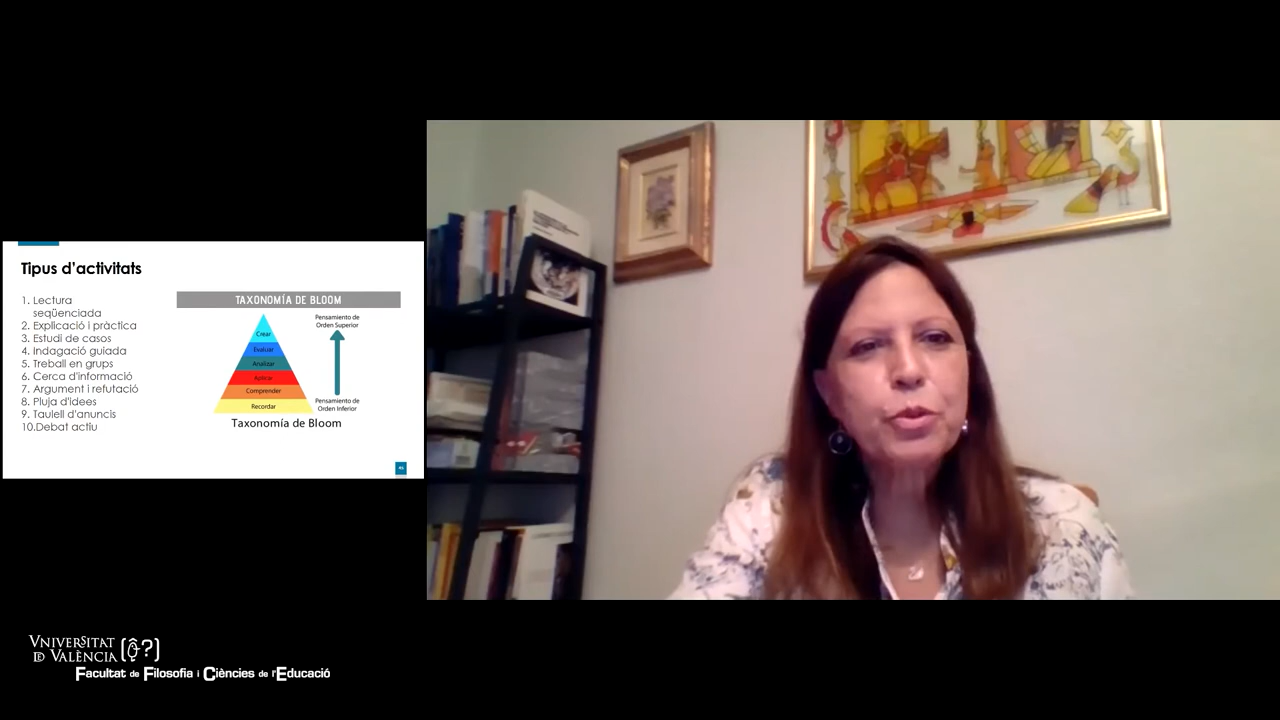 Tipus d'activitats
1. Lectura
seqüenciada
2. Explicació i pràctica
3. Estudi de casos
4. Indagació guiada
5. Treball en grups
6. Cerca d'informació
7. Argument i refutació
8. Pluja d'idees
9. Taulell d'anuncis
10.Debat actiu
TAXONOMÍA DE BLOOM
Crear
Evaluar
Analizar
Aplicar
Comprender
Recordar
Pensamiento de
Orden Superior
Pensamiento de
Orden Inferior
Taxonomía de Bloom
VNIVERSITAT
DE VALÈNCIA
Facultat de Filosofia i Ciències de l'Educació